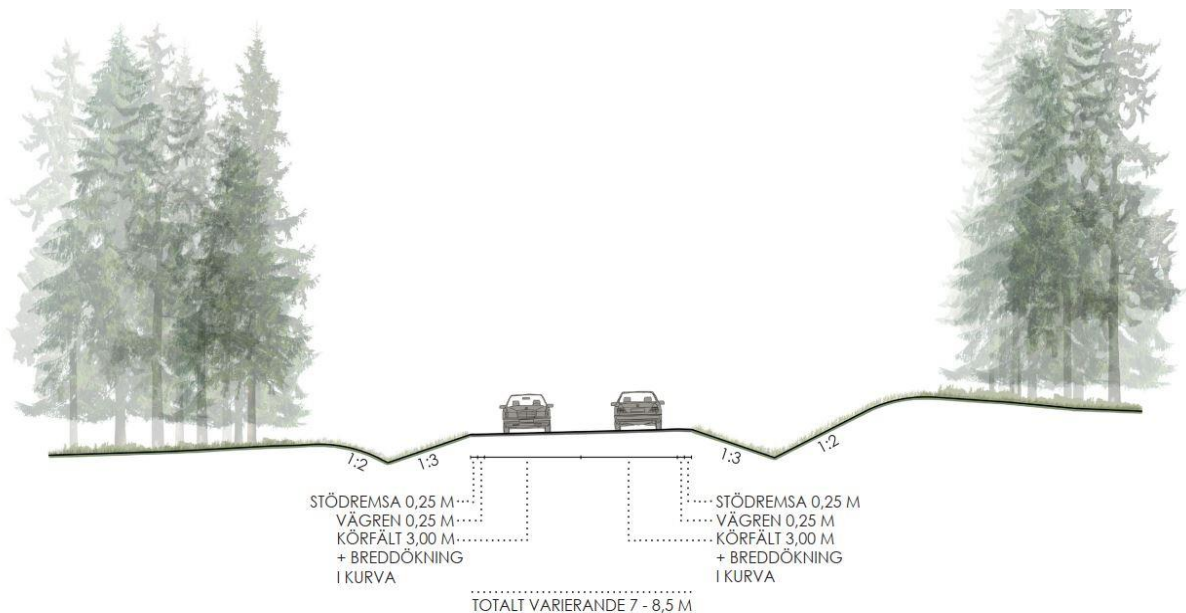 1:2
1:3
1:3
1:2
STÖDREMSA 0,25 M
VÄGREN 0,25 M
KÖRFÄLT 3,00 M
+ BREDDÖKNING
I KURVA
STÖDREMSA 0,25 M
VÄGREN 0,25 M
KÖRFÄLT 3,00 M
+ BREDDÖKNING
I KURVA
TOTALT VARIERANDE 7 - 8,5 M